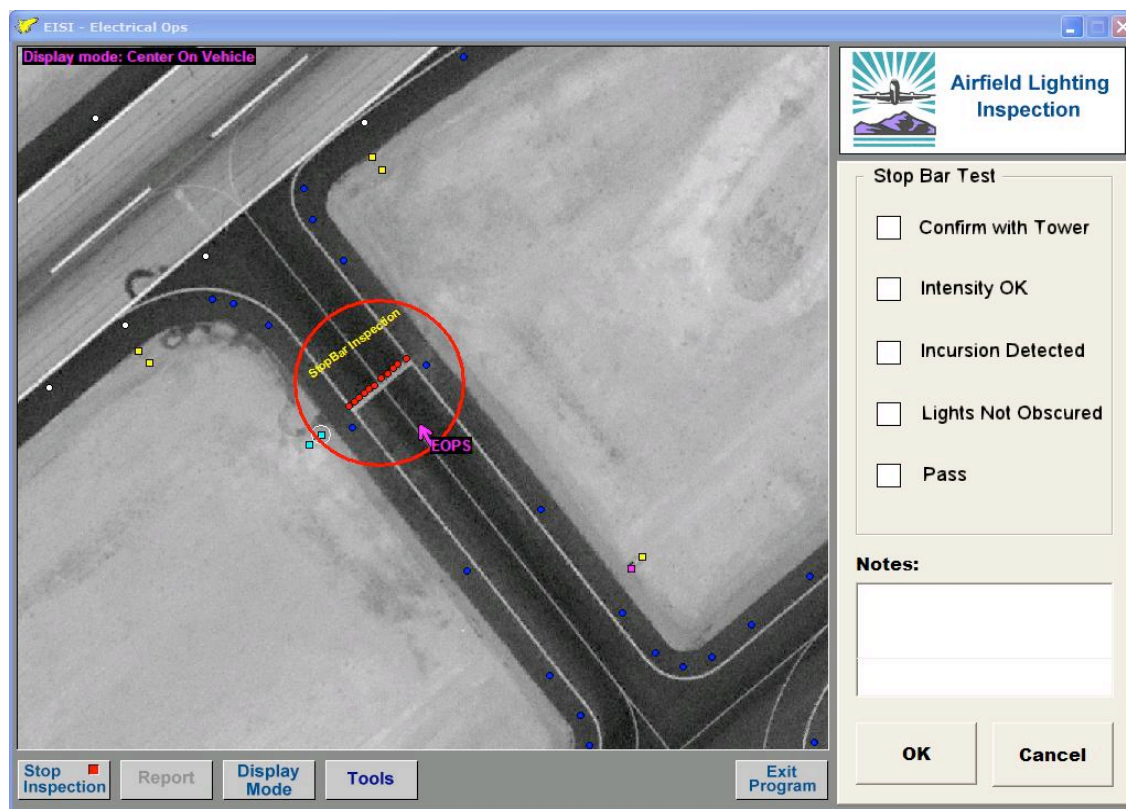 EISI - Electrical Ops
Display mode: Center On Vehicle
StopBar Inspection
EOPS
Stop
Inspection
Report
Display
Mode
Tools
Exit
Program
Airfield Lighting
Inspection
Stop Bar Test
Confirm with Tower
Intensity OK
Incursion Detected
Lights Not Obscured
Pass
Notes:
OK
Cancel